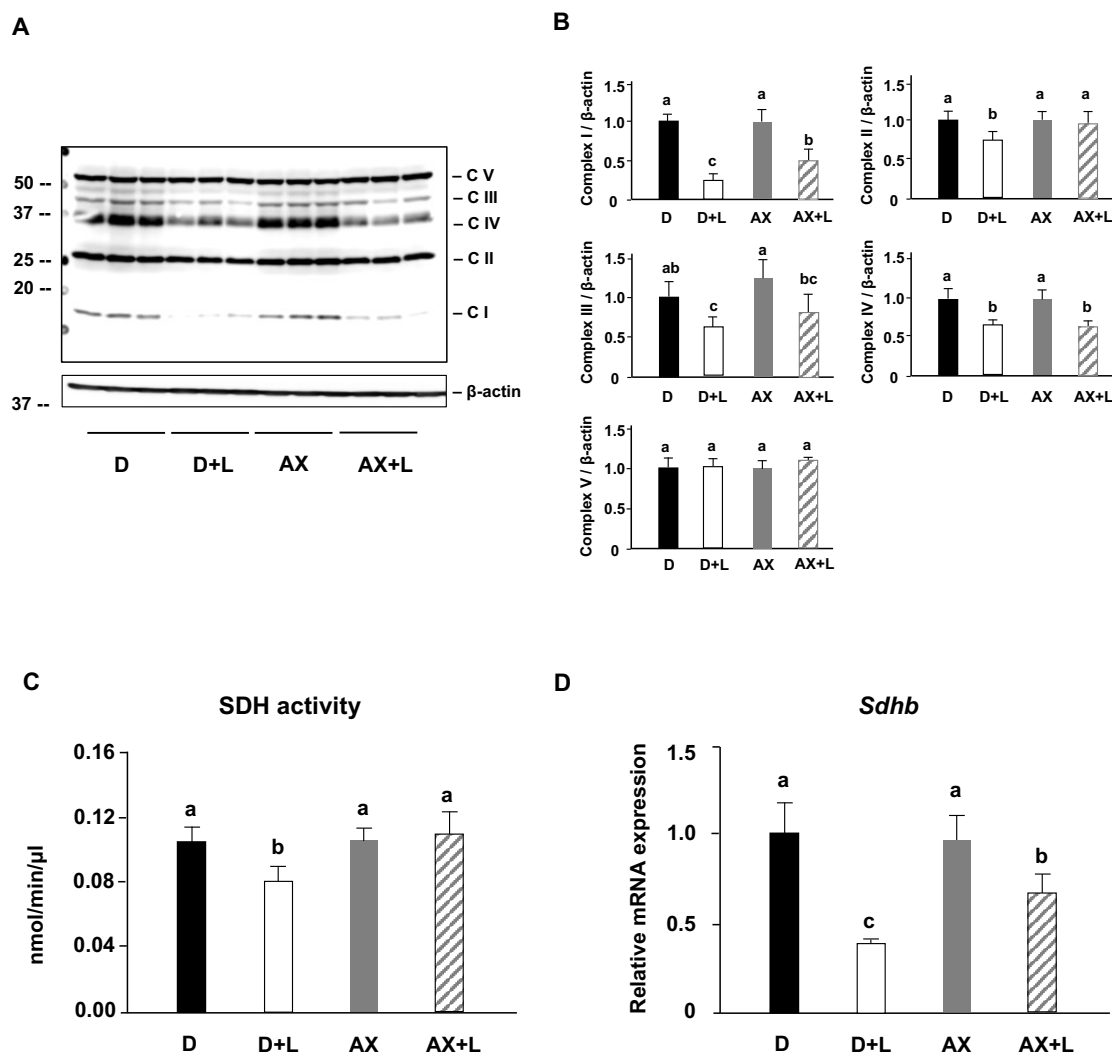 A
50 --
37 --
25 --
20 --
– C V
– C III
– C IV
– C II
– C I
37 --
– β-actin
D D+L AX AX+L
B
Complex I / β-actin
1.5
1.0
0.5
0
a c a b
D D+L AX AX+L
Complex II / β-actin
1.5
1.0
0.5
0
a b a a
D D+L AX AX+L
Complex III / β-actin
1.5
1.0
0.5
0
ab c a bc
D D+L AX AX+L
Complex IV / β-actin
1.5
1.0
0.5
0
a b a b
D D+L AX AX+L
Complex V / β-actin
1.5
1.0
0.5
0
a a a a
D D+L AX AX+L
C
SDH activity
nmol/min/µl
0.16
0.12
0.08
0.04
0.00
a b a a
D D+L AX AX+L
D
Sdhb
Relative mRNA expression
1.5
1.0
0.5
0
a c a b
D D+L AX AX+L